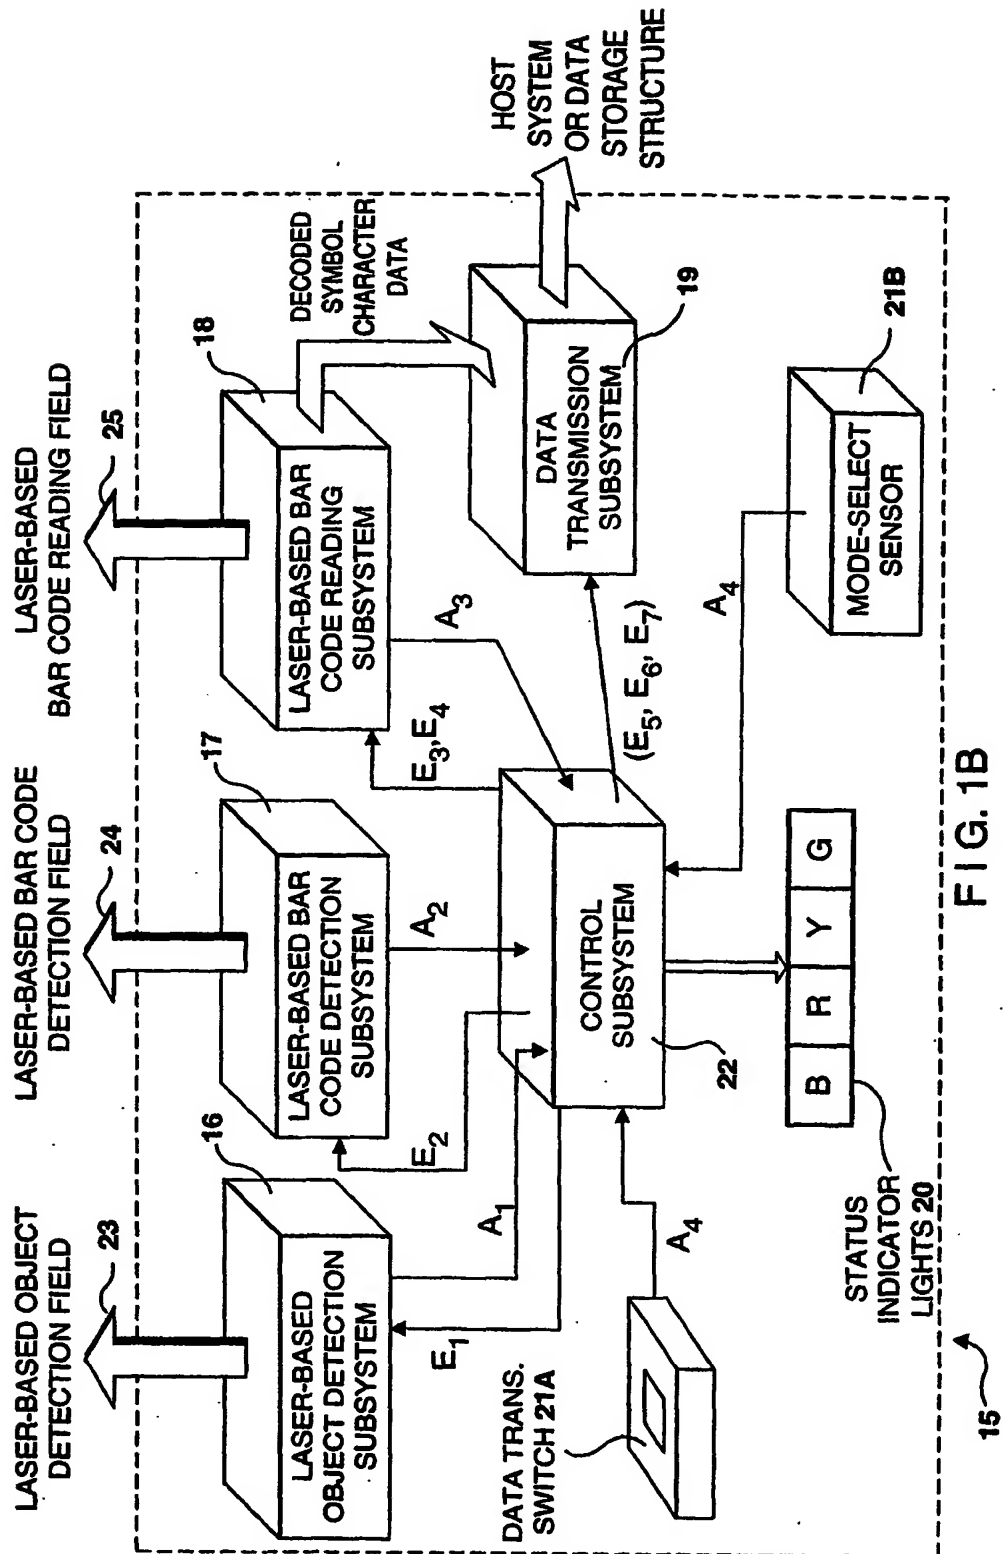 LASER-BASED OBJECT
DETECTION FIELD
23
LASER-BASED BAR CODE
DETECTION FIELD
24
LASER-BASED
BAR CODE READING FIELD
25
16
LASER-BASED
OBJECT DETECTION
SUBSYSTEM
17
LASER-BASED BAR
CODE DETECTION
SUBSYSTEM
18
LASER-BASED BAR
CODE READING
SUBSYSTEM
DECODED
SYMBOL
CHARACTER
DATA
HOST
SYSTEM
OR DATA
STORAGE
STRUCTURE
E1
A1
E2
A2
E3,E4
A3
DATA
TRANSMISSION
SUBSYSTEM
19
(E5, E6, E7)
CONTROL
SUBSYSTEM
22
DATA TRANS.
SWITCH 21A
A4
A4
MODE-SELECT
SENSOR
21B
STATUS
INDICATOR
LIGHTS 20
B R Y G
15
FIG. 1B